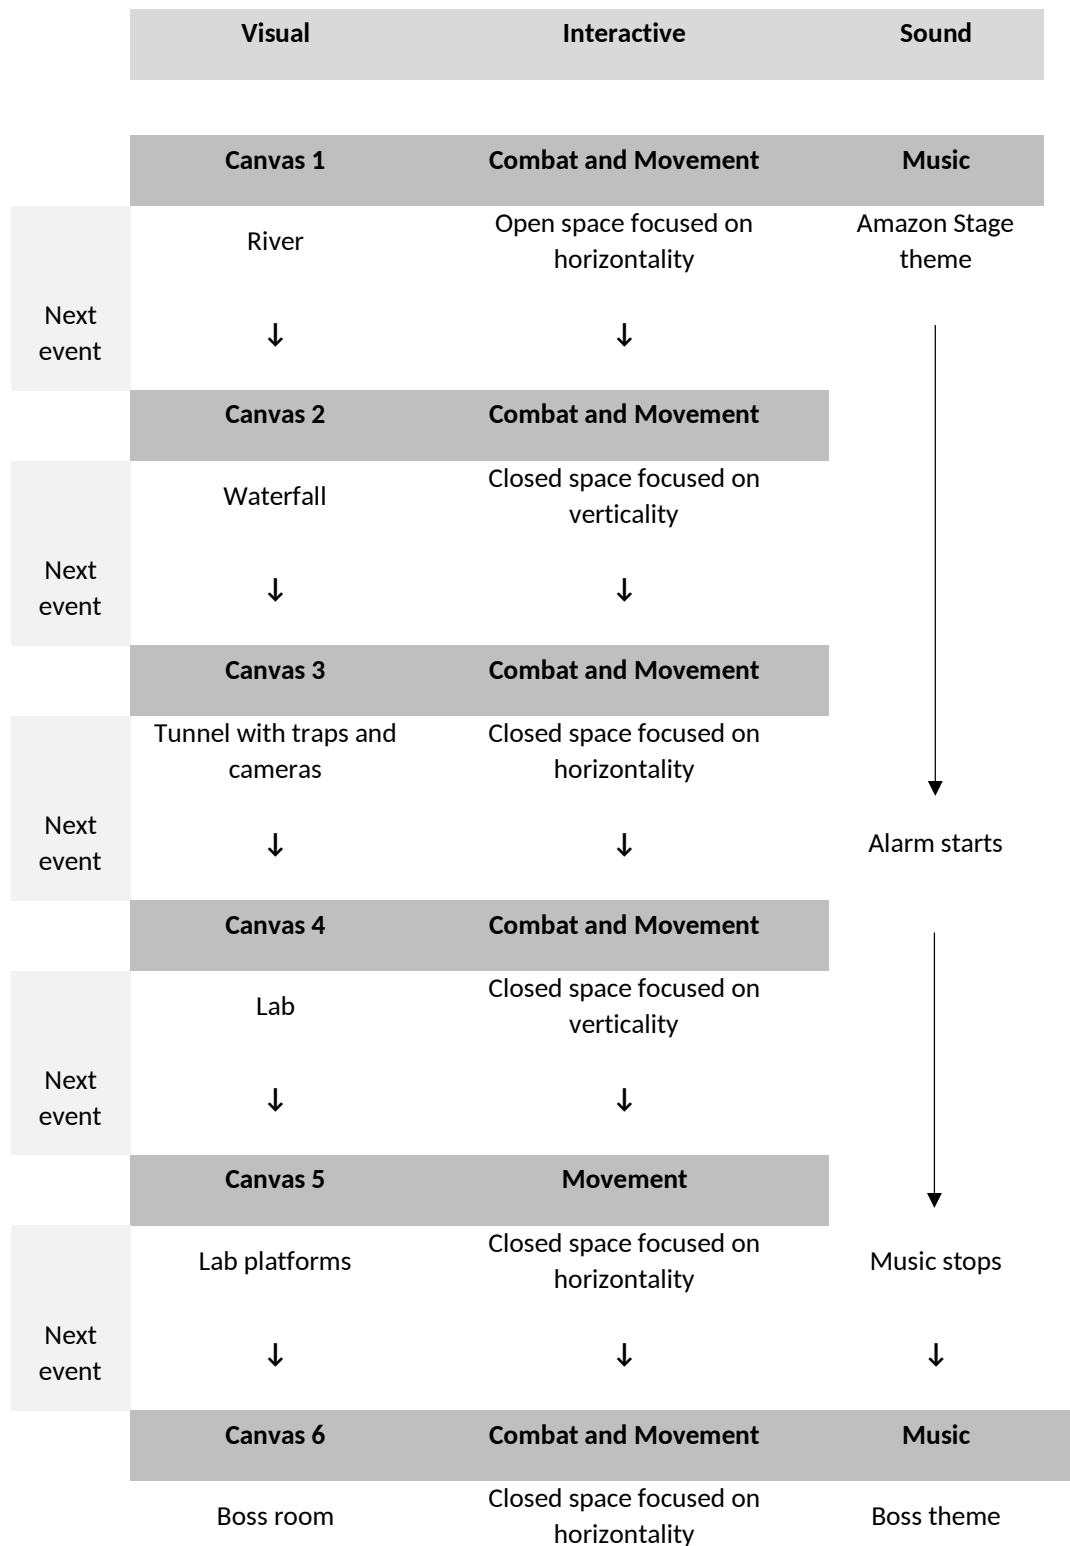 Visual Interactive Sound
Canvas 1 Combat and Movement Music
River
Open space focused on
horizontality
Amazon Stage
theme
Next
event
↓ ↓
Canvas 2 Combat and Movement
Waterfall
Closed space focused on
verticality
Next
event
↓ ↓
Canvas 3 Combat and Movement
Tunnel with traps and
cameras
Closed space focused on
horizontality
Next
event
↓ ↓
Alarm starts
Canvas 4 Combat and Movement
Lab
Closed space focused on
verticality
Next
event
↓ ↓
Canvas 5 Movement
Lab platforms
Closed space focused on
horizontality
Music stops
Next
event
↓ ↓ ↓
Canvas 6 Combat and Movement Music
Boss room
Closed space focused on
horizontality
Boss theme